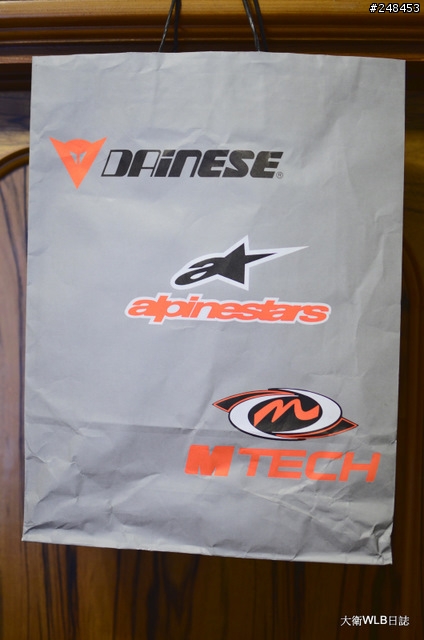 #248453
DAiNESE®
a
alpinestars
m
M TECH
大衛WLB日誌